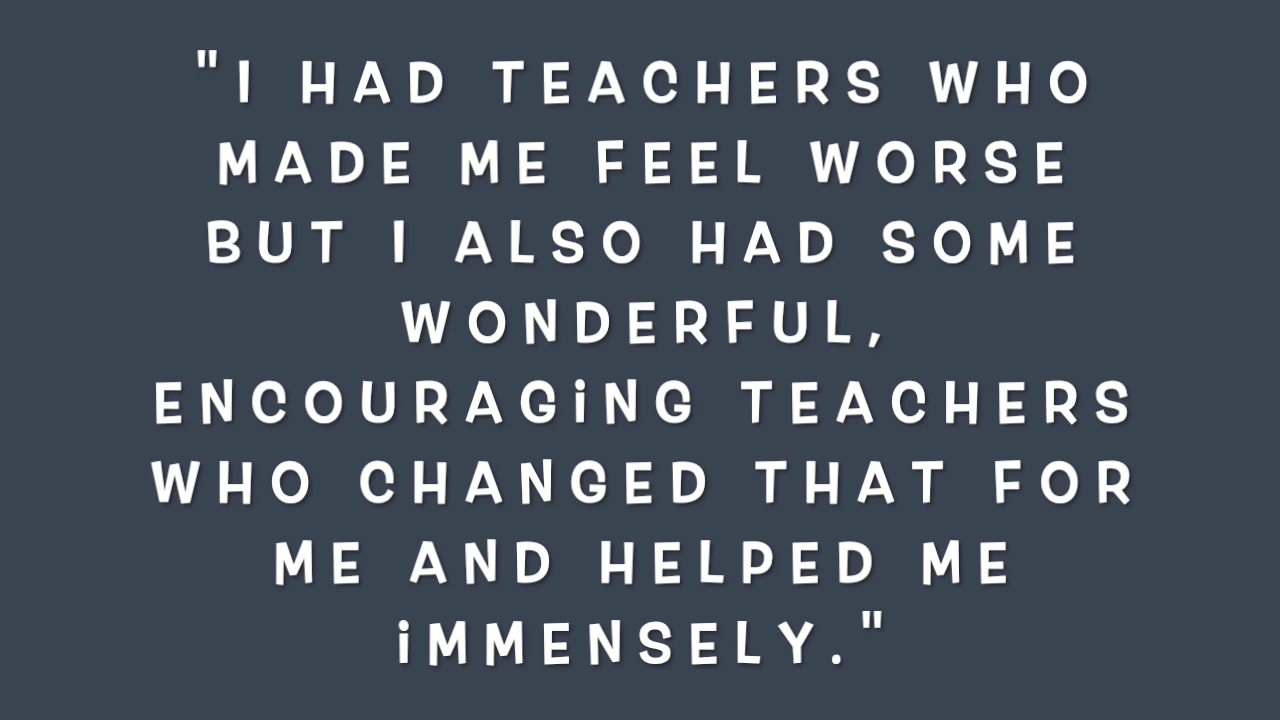 "I HAD TEACHERS WHO
MADE ME FEEL WORSE
BUT I ALSO HAD SOME
WONDERFUL,
ENCOURAGiNG TEACHERS
WHO CHANGED THAT FOR
ME AND HELPED ME
iMMENSELY."